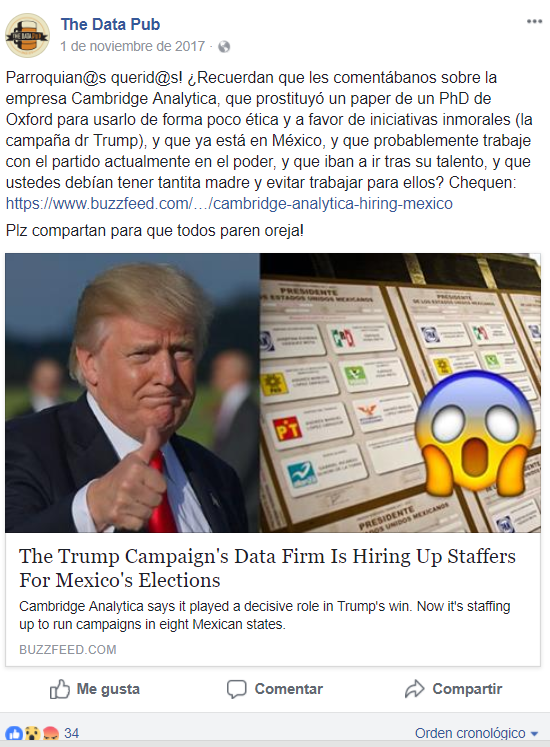 The Data Pub
1 de noviembre de 2017 ·
Parroquian@s querid@s! ¿Recuerdan que les comentábanos sobre la
empresa Cambridge Analytica, que prostituyó un paper de un PhD de
Oxford para usarlo de forma poco ética y a favor de iniciativas inmorales (la
campaña dr Trump), y que ya está en México, y que probablemente trabaje
con el partido actualmente en el poder, y que iban a ir tras su talento, y que
ustedes debían tener tantita madre y evitar trabajar para ellos? Chequen:
https://www.buzzfeed.com/…/cambridge-analytica-hiring-mexico
Plz compartan para que todos paren oreja!
PRESIDENTE
ESTADOS UNIDOS MEXICANOS
PRESIDENTE
PRI
PAN
PRD
PT
PRESIDENTE
UNIDOS MEXICANOS
The Trump Campaign's Data Firm Is Hiring Up Staffers
For Mexico's Elections
Cambridge Analytica says it played a decisive role in Trump's win. Now it's staffing
up to run campaigns in eight Mexican states.
BUZZFEED.COM
Me gusta
Comentar
Compartir
34
Orden cronológico